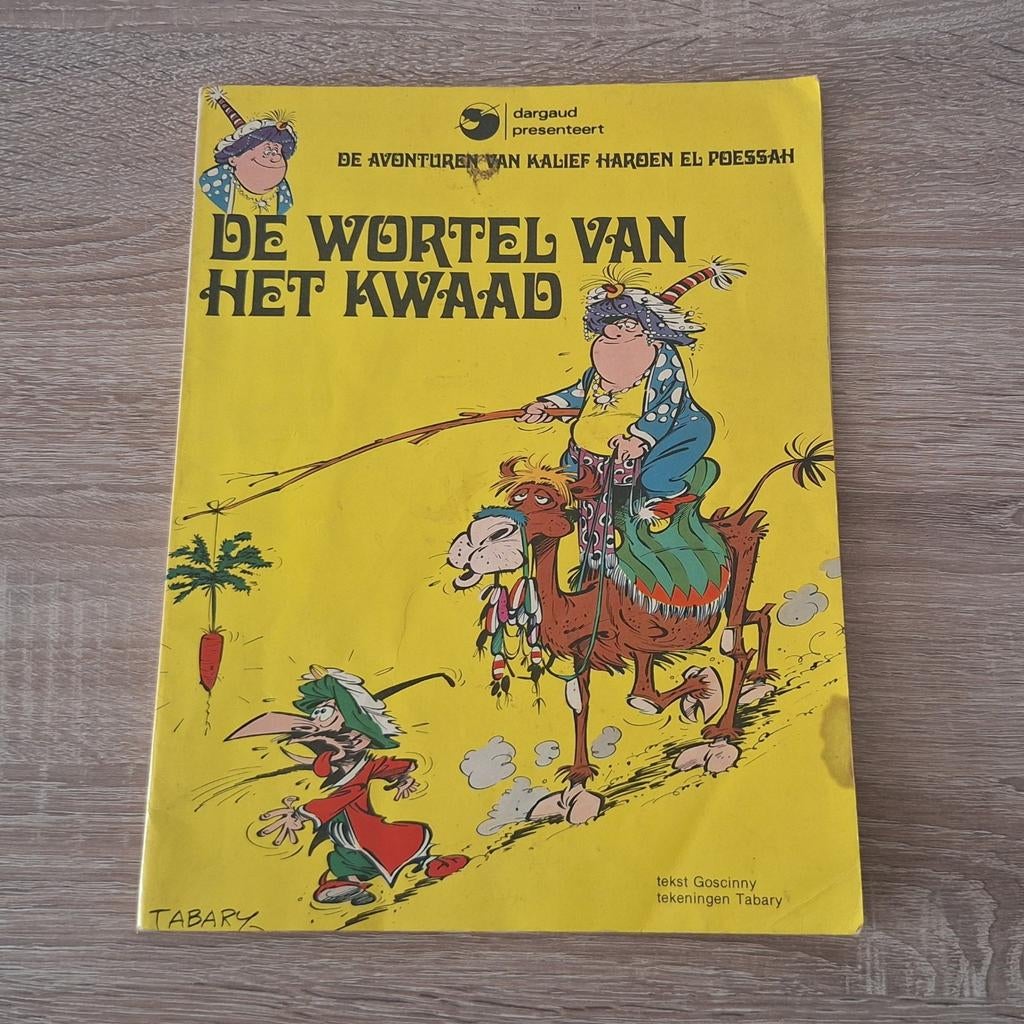 dargaud
presenteert
DE AVONTUREN VAN KALIEF HAROEN EL POESSAH
DE WORTEL VAN
HET KWAAD
tekst Goscinny
tekeningen Tabary
TABARY